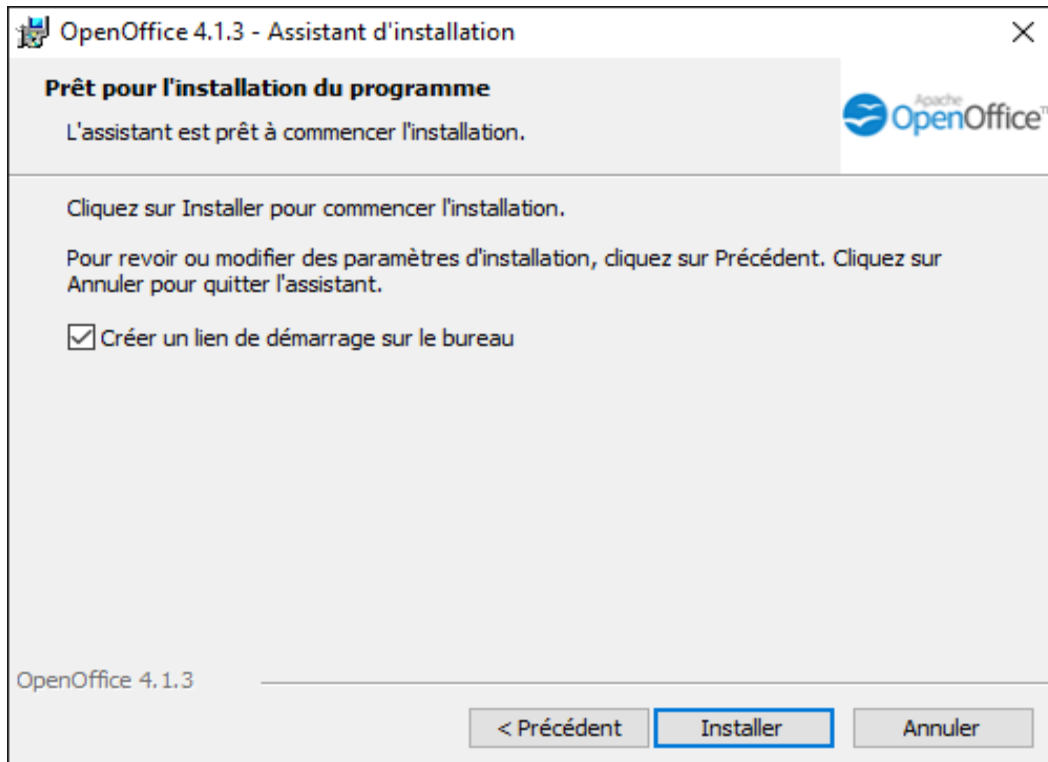 OpenOffice 4.1.3 - Assistant d'installation
Prêt pour l'installation du programme
L'assistant est prêt à commencer l'installation.
Apache
OpenOffice™
Cliquez sur Installer pour commencer l'installation.
Pour revoir ou modifier des paramètres d'installation, cliquez sur Précédent. Cliquez sur
Annuler pour quitter l'assistant.
Créer un lien de démarrage sur le bureau
OpenOffice 4.1.3
< Précédent
Installer
Annuler